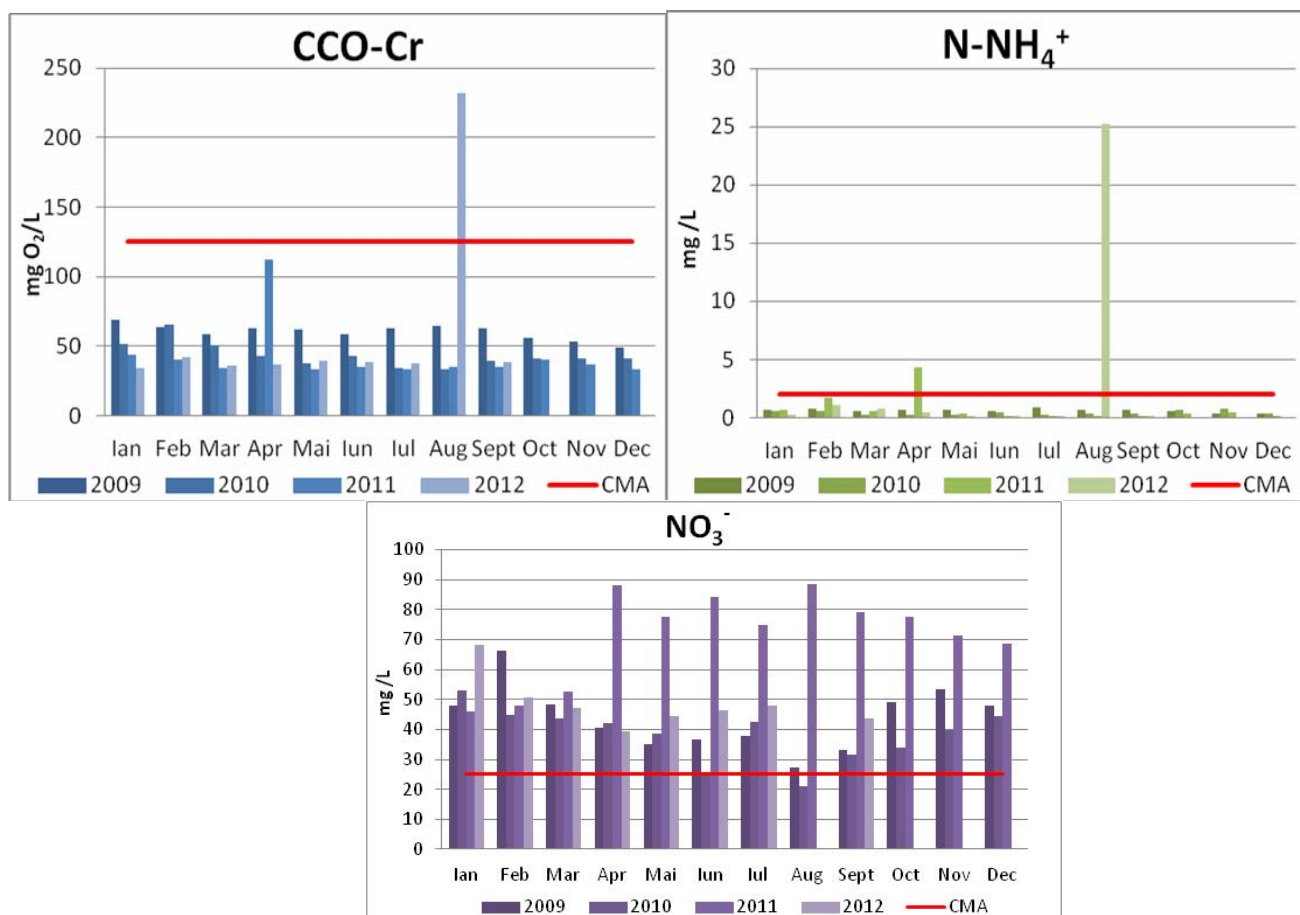 CCO-Cr
250
200
150
100
50
0
mg O₂/L
Ian Feb Mar Apr Mai Iun Iul Aug Sept Oct Nov Dec
2009 2010 2011 2012 CMA
N-NH₄⁺
30
25
20
15
10
5
0
mg /L
Ian Feb Mar Apr Mai Iun Iul Aug Sept Oct Nov Dec
2009 2010 2011 2012 CMA
NO₃⁻
100
90
80
70
60
50
40
30
20
10
0
mg /L
Ian Feb Mar Apr Mai Iun Iul Aug Sept Oct Nov Dec
2009 2010 2011 2012 CMA